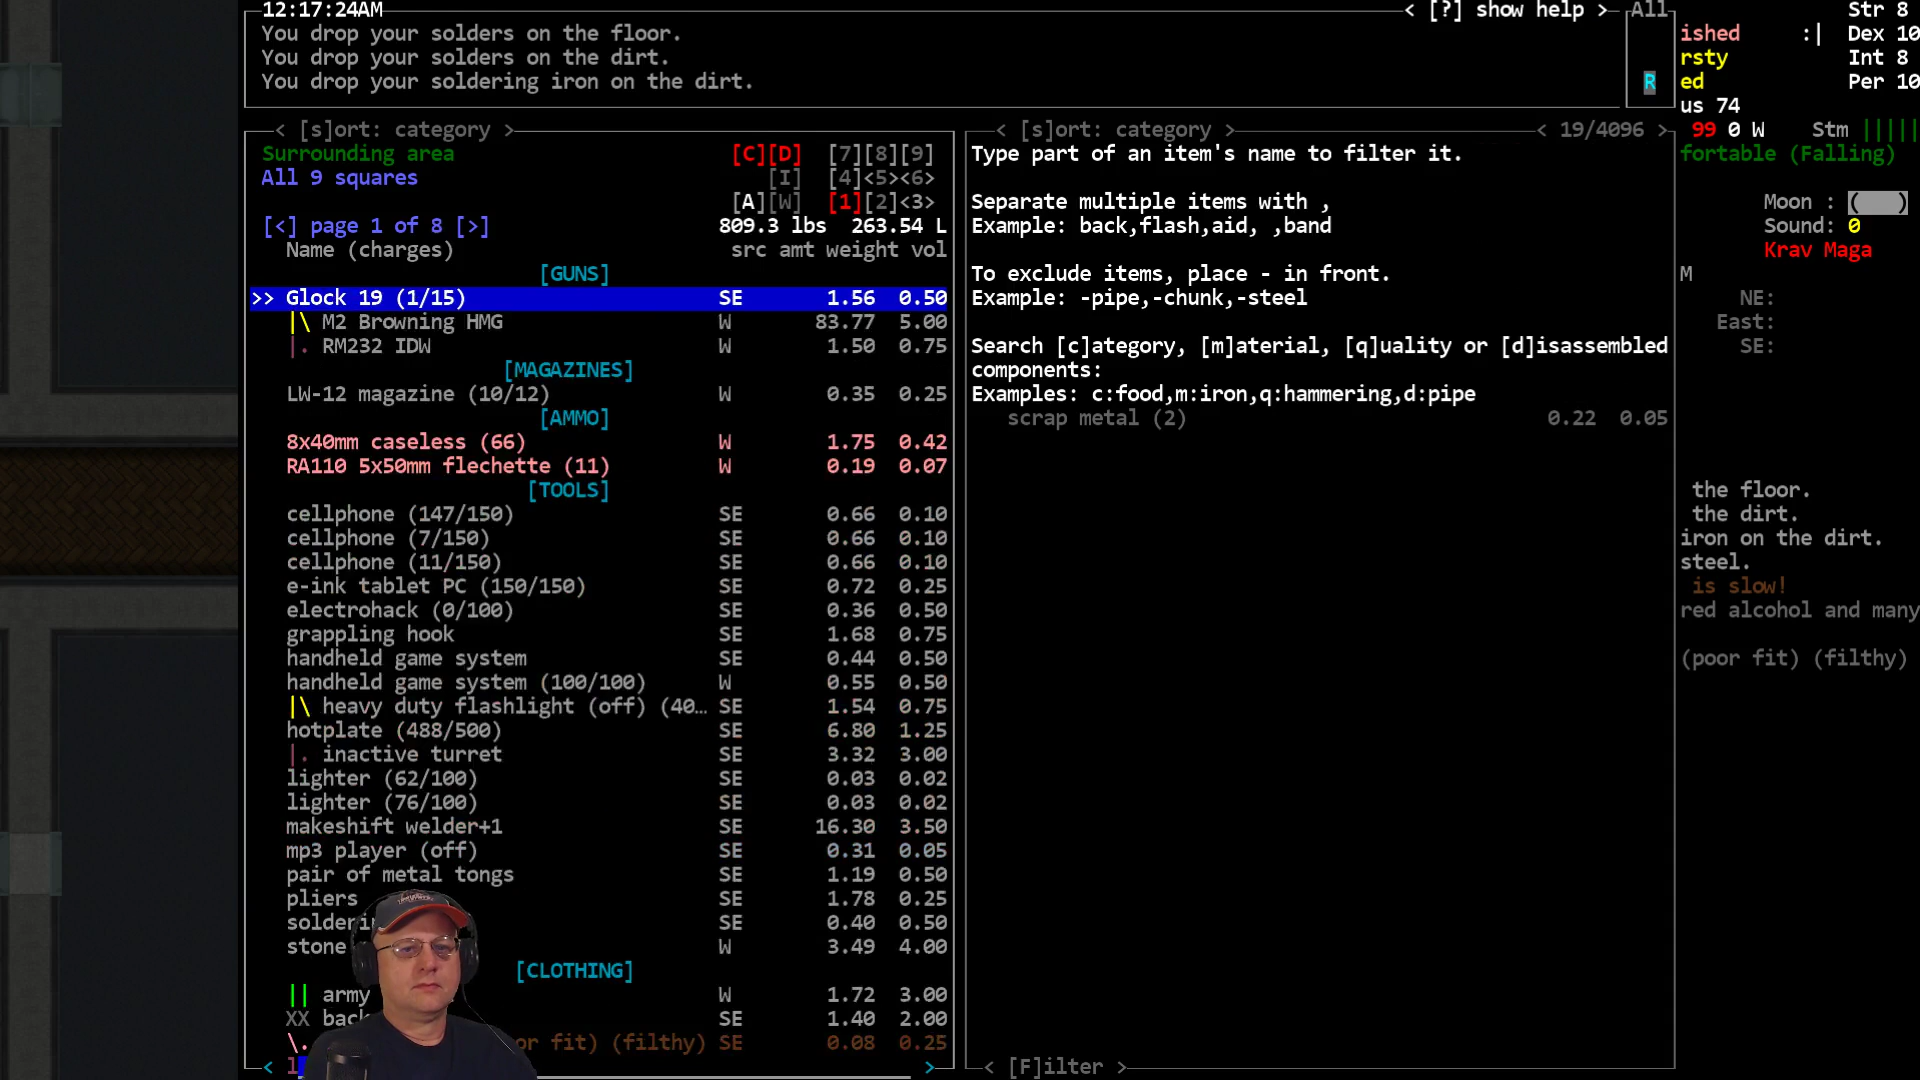 12:17:24AM
< [?] show help >
All
Str 8
You drop your solders on the floor.
ished :| Dex 10
You drop your solders on the dirt.
rsty Int 8
You drop your soldering iron on the dirt.
R
ed Per 10
us 74
< [s]ort: category >
< [s]ort: category >
< 19/4096 >
99 0 W Stm |||||
Surrounding area
[C][D] [7][8][9]
Type part of an item's name to filter it.
fortable (Falling)
All 9 squares
[I] [4]<5><6>
[A][W] [1][2]<3>
Separate multiple items with ,
Moon : ( )
[<] page 1 of 8 [>]
809.3 lbs 263.54 L
Example: back,flash,aid, ,band
Sound: 0
Name (charges)
src amt weight vol
Krav Maga
[GUNS]
To exclude items, place - in front.
M
>> Glock 19 (1/15) SE 1.56 0.50
Example: -pipe,-chunk,-steel
NE:
|\ M2 Browning HMG W 83.77 5.00
East:
|. RM232 IDW W 1.50 0.75
Search [c]ategory, [m]aterial, [q]uality or [d]isassembled
SE:
[MAGAZINES]
components:
LW-12 magazine (10/12) W 0.35 0.25
Examples: c:food,m:iron,q:hammering,d:pipe
[AMMO]
scrap metal (2) 0.22 0.05
8x40mm caseless (66) W 1.75 0.42
RA110 5x50mm flechette (11) W 0.19 0.07
[TOOLS]
the floor.
cellphone (147/150) SE 0.66 0.10
the dirt.
cellphone (7/150) SE 0.66 0.10
iron on the dirt.
cellphone (11/150) SE 0.66 0.10
steel.
e-ink tablet PC (150/150) SE 0.72 0.25
is slow!
electrohack (0/100) SE 0.36 0.50
red alcohol and many
grappling hook SE 1.68 0.75
handheld game system SE 0.44 0.50
(poor fit) (filthy)
handheld game system (100/100) W 0.55 0.50
|\ heavy duty flashlight (off) (40… SE 1.54 0.75
hotplate (488/500) SE 6.80 1.25
|. inactive turret SE 3.32 3.00
lighter (62/100) SE 0.03 0.02
lighter (76/100) SE 0.03 0.02
makeshift welder+1 SE 16.30 3.50
mp3 player (off) SE 0.31 0.05
pair of metal tongs SE 1.19 0.50
pliers SE 1.78 0.25
solderi SE 0.40 0.50
stone W 3.49 4.00
[CLOTHING]
|| army W 1.72 3.00
XX bac SE 1.40 2.00
\. or fit) (filthy) SE 0.08 0.25
< l >
< [F]ilter >